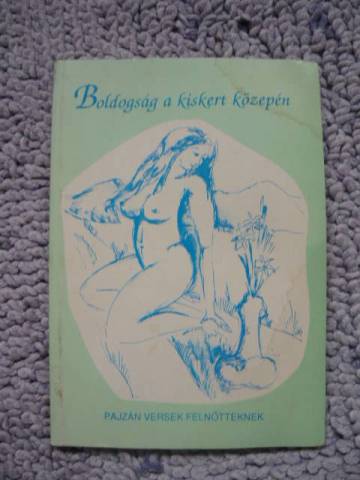 Boldogság a kiskert közepén
PAJZÁN VERSEK FELNŐTTEKNEK